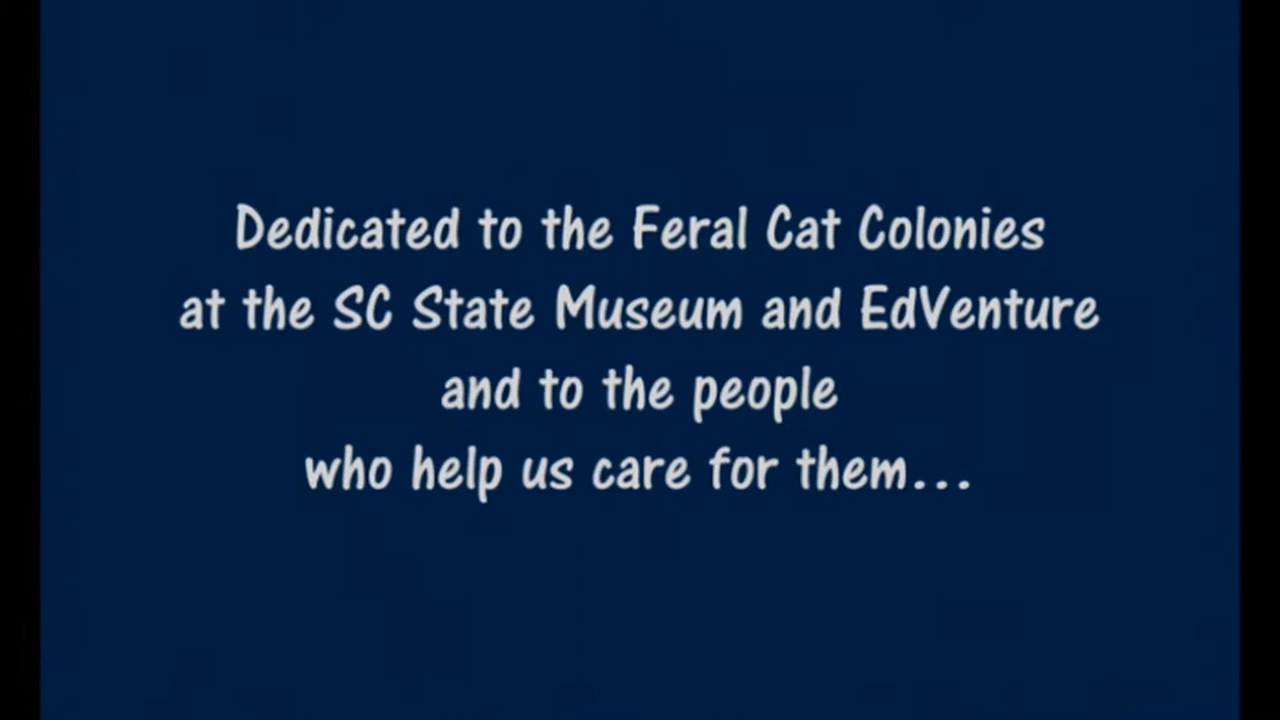 Dedicated to the Feral Cat Colonies
at the SC State Museum and EdVenture
and to the people
who help us care for them...